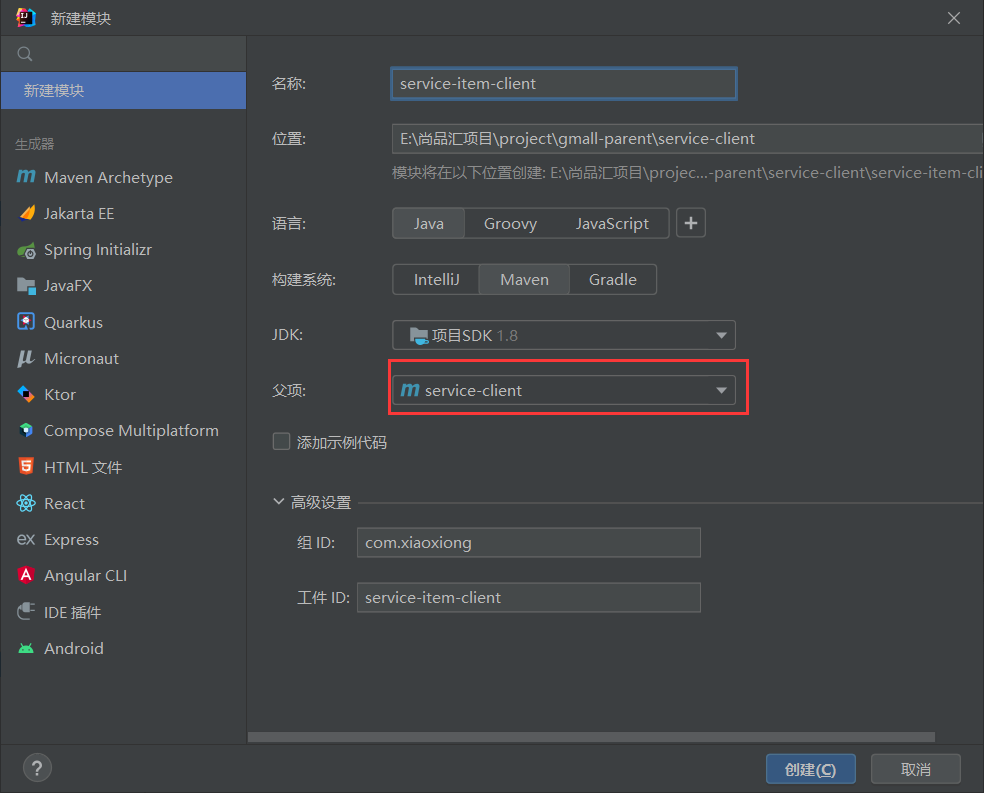 新建模块
新建模块
生成器
Maven Archetype
Jakarta EE
Spring Initializr
JavaFX
Quarkus
Micronaut
Ktor
Compose Multiplatform
HTML 文件
React
Express
Angular CLI
IDE 插件
Android
名称: service-item-client
位置: E:\尚品汇项目\project\gmall-parent\service-client
模块将在以下位置创建: E:\尚品汇项目\projec...-parent\service-client\service-item-cli
语言: Java Groovy JavaScript +
构建系统: IntelliJ Maven Gradle
JDK: 项目SDK 1.8
父项: m service-client
添加示例代码
高级设置
组 ID: com.xiaoxiong
工件 ID: service-item-client
? 创建(C) 取消